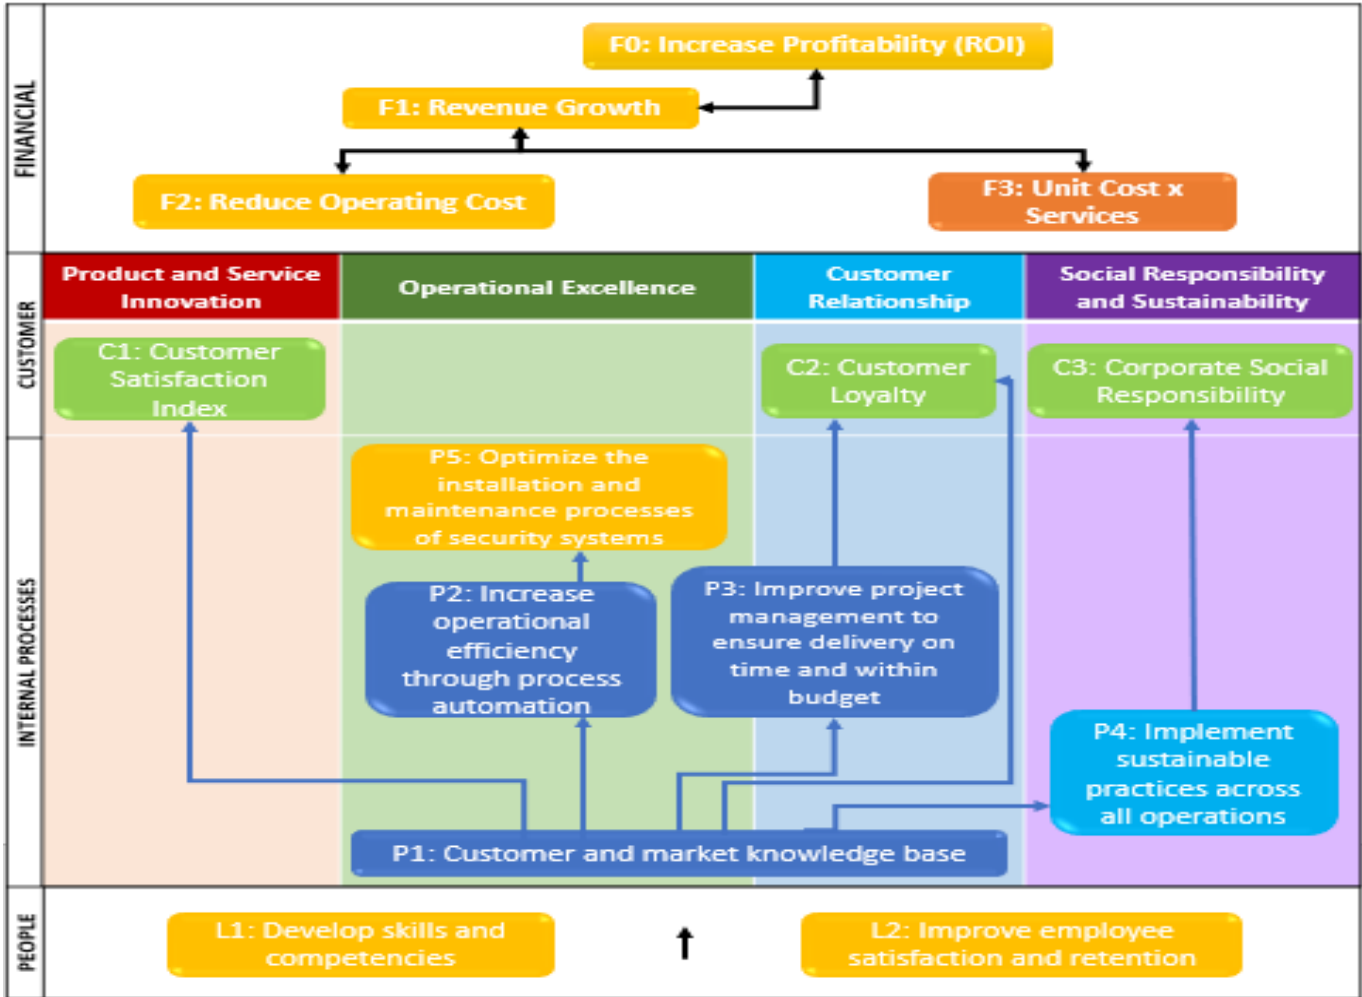 FINANCIAL
F0: Increase Profitability (ROI)
F1: Revenue Growth
F2: Reduce Operating Cost
F3: Unit Cost x
Services
CUSTOMER
Product and Service
Innovation
Operational Excellence
Customer
Relationship
Social Responsibility
and Sustainability
C1: Customer
Satisfaction
Index
C2: Customer
Loyalty
C3: Corporate Social
Responsibility
INTERNAL PROCESSES
P5: Optimize the
installation and
maintenance processes
of security systems
P2: Increase
operational
efficiency
through process
automation
P3: Improve project
management to
ensure delivery on
time and within
budget
P4: Implement
sustainable
practices across
all operations
P1: Customer and market knowledge base
PEOPLE
L1: Develop skills and
competencies
L2: Improve employee
satisfaction and retention